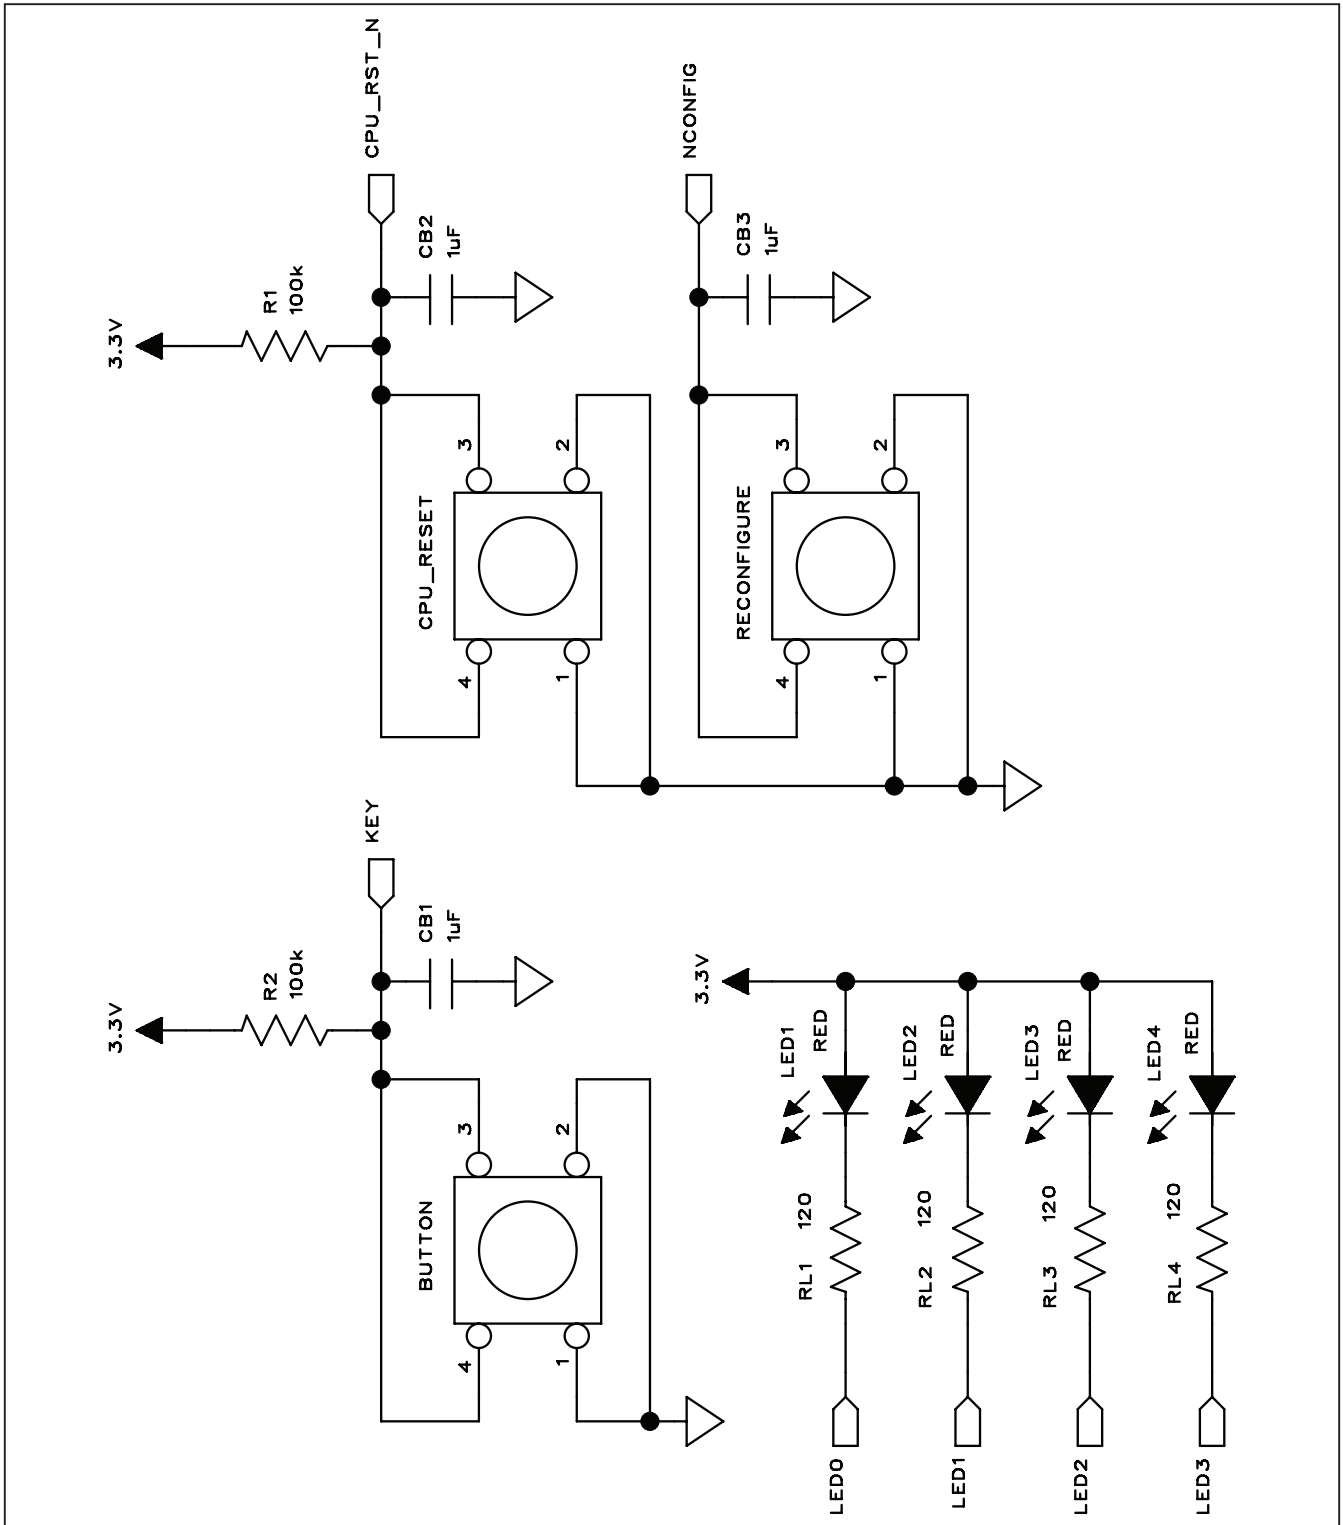 3.3V
R2
100k
KEY
CB1
1uF
BUTTON
3
2
4
1
3.3V
R1
100k
CPU_RST_N
CB2
1uF
CPU_RESET
3
2
4
1
NCONFIG
CB3
1uF
RECONFIGURE
3
2
4
1
3.3V
LED1
RED
RL1 120
LED0
LED2
RED
RL2 120
LED1
LED3
RED
RL3 120
LED2
LED4
RED
RL4 120
LED3